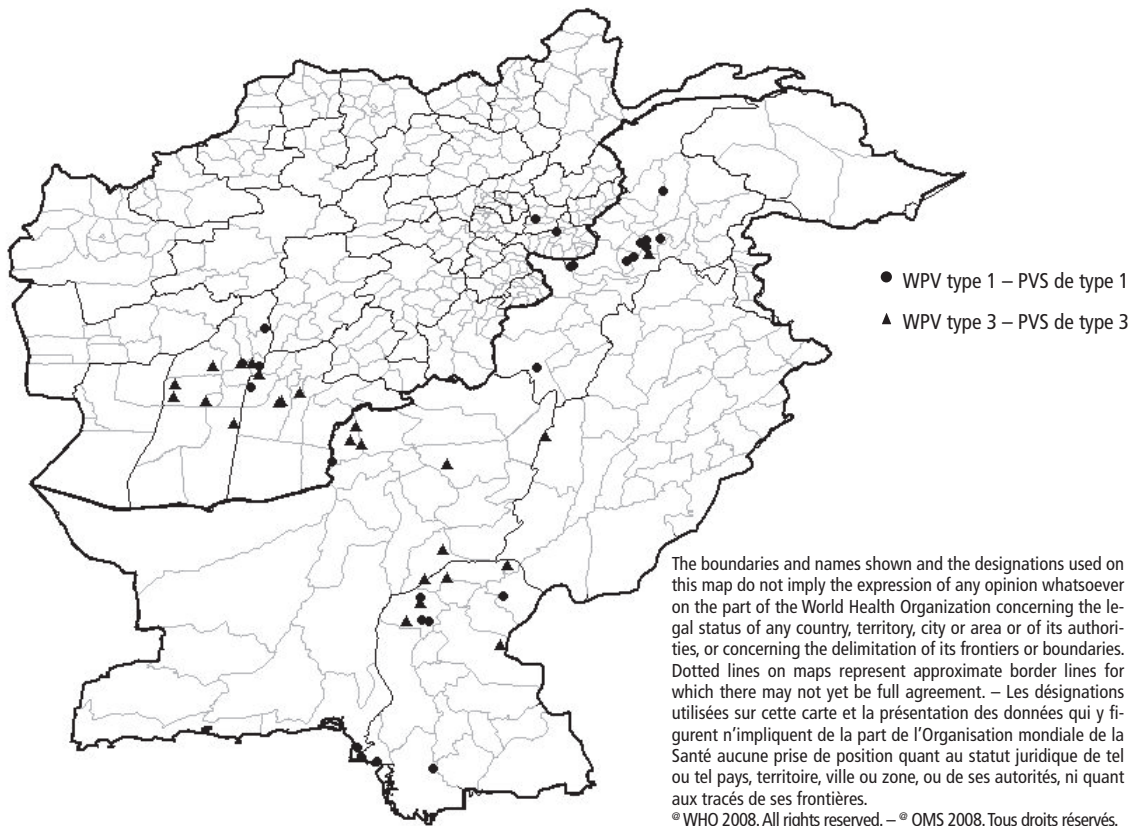 ● WPV type 1 – PVS de type 1
▲ WPV type 3 – PVS de type 3
The boundaries and names shown and the designations used on
this map do not imply the expression of any opinion whatsoever
on the part of the World Health Organization concerning the le-
gal status of any country, territory, city or area or of its authori-
ties, or concerning the delimitation of its frontiers or boundaries.
Dotted lines on maps represent approximate border lines for
which there may not yet be full agreement. – Les désignations
utilisées sur cette carte et la présentation des données qui y fi-
gurent n’impliquent de la part de l’Organisation mondiale de la
Santé aucune prise de position quant au statut juridique de tel
ou tel pays, territoire, ville ou zone, ou de ses autorités, ni quant
aux tracés de ses frontières.
@ WHO 2008. All rights reserved. – @ OMS 2008. Tous droits réservés.